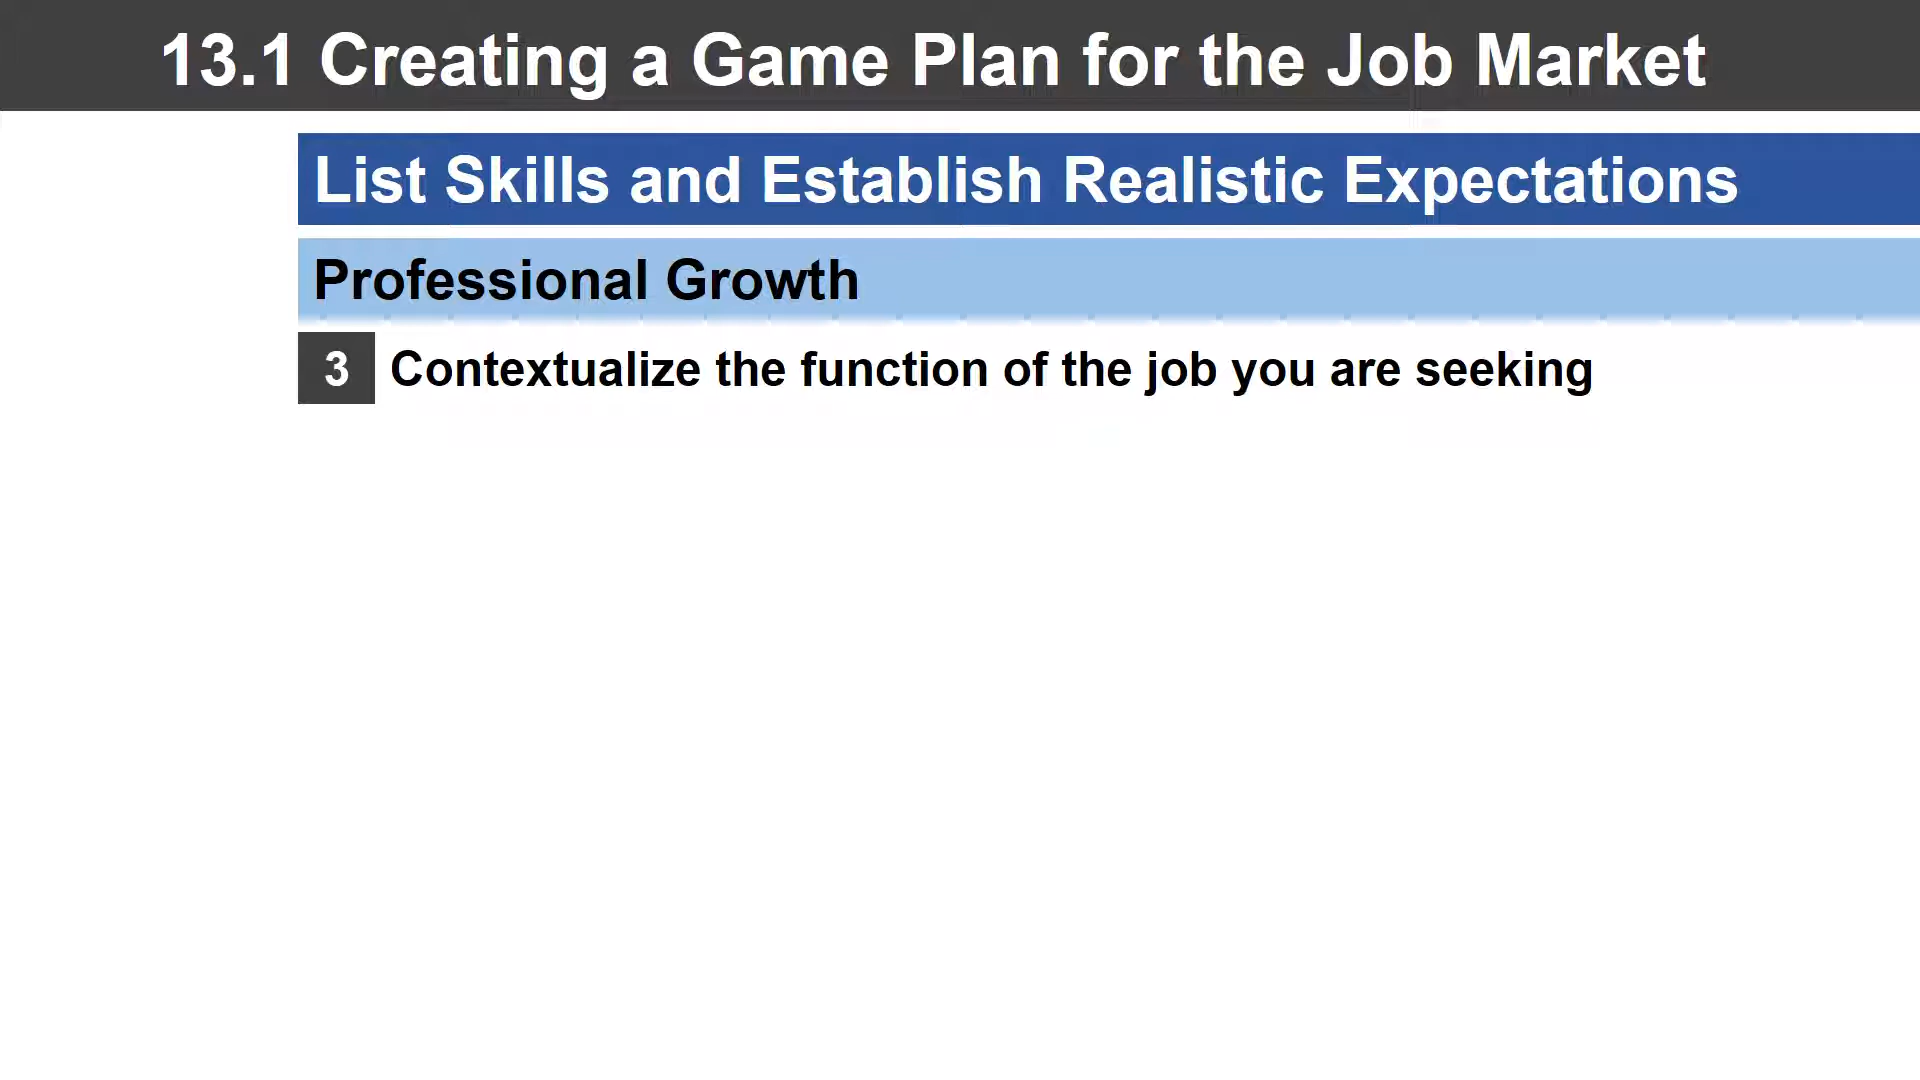 13.1 Creating a Game Plan for the Job Market
List Skills and Establish Realistic Expectations
Professional Growth
3 Contextualize the function of the job you are seeking